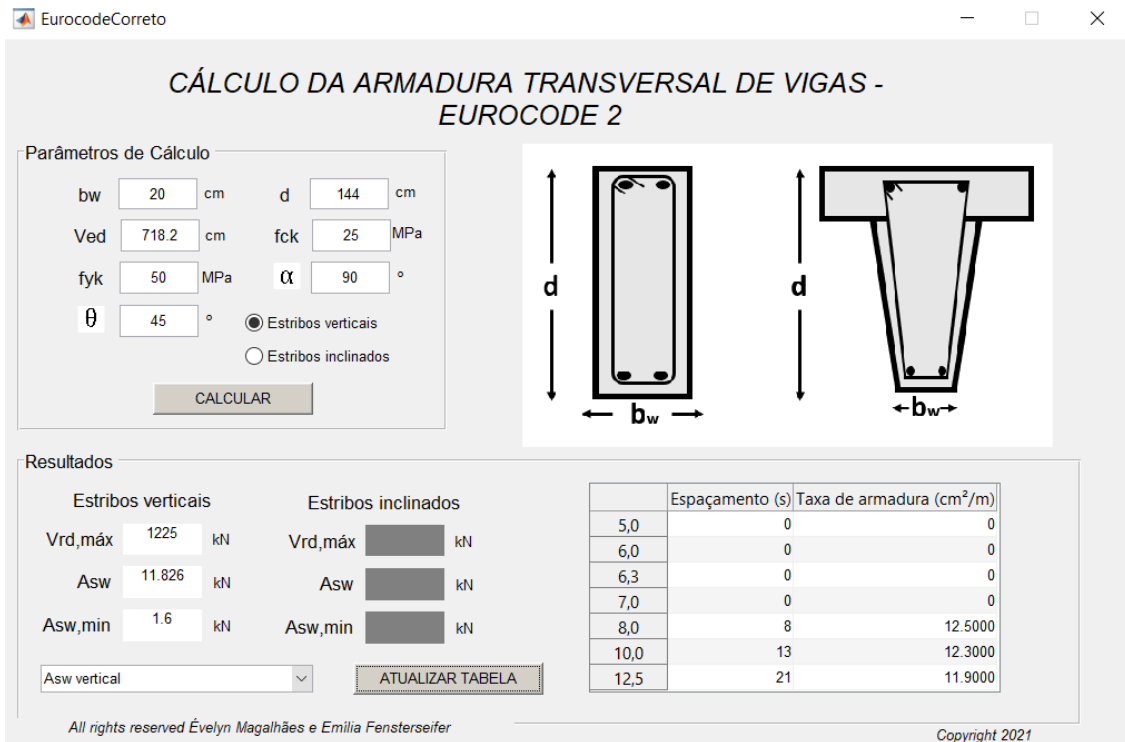 EurocodeCorreto
CÁLCULO DA ARMADURA TRANSVERSAL DE VIGAS -
EUROCODE 2
Parâmetros de Cálculo
bw 20 cm d 144 cm
Ved 718.2 cm fck 25 MPa
fyk 50 MPa α 90 °
θ 45 ° Estribos verticais
Estribos inclinados
CALCULAR
d d
bw bw
Resultados
Estribos verticais Estribos inclinados
Vrd,máx 1225 kN Vrd,máx kN
Asw 11.826 kN Asw kN
Asw,min 1.6 kN Asw,min kN
Asw vertical ATUALIZAR TABELA
Espaçamento (s) Taxa de armadura (cm²/m)
5,0 0 0
6,0 0 0
6,3 0 0
7,0 0 0
8,0 8 12.5000
10,0 13 12.3000
12,5 21 11.9000
All rights reserved Évelyn Magalhães e Emilia Fensterseifer
Copyright 2021